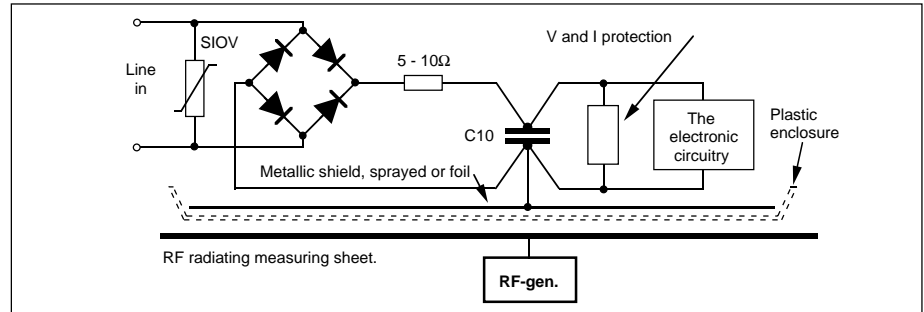 SIOV
Line
in
5 - 10Ω
V and I protection
C10
The
electronic
circuitry
Plastic
enclosure
Metallic shield, sprayed or foil
RF radiating measuring sheet.
RF-gen.